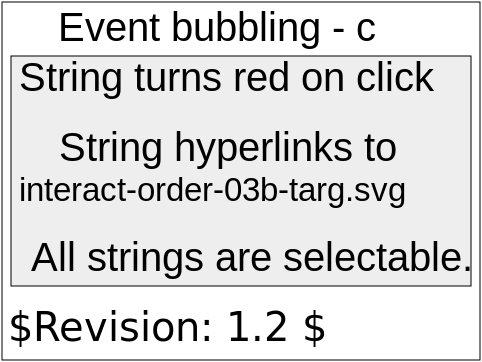 Event bubbling - c
String turns red on click
String hyperlinks to
interact-order-03b-targ.svg
All strings are selectable.
$Revision: 1.2 $